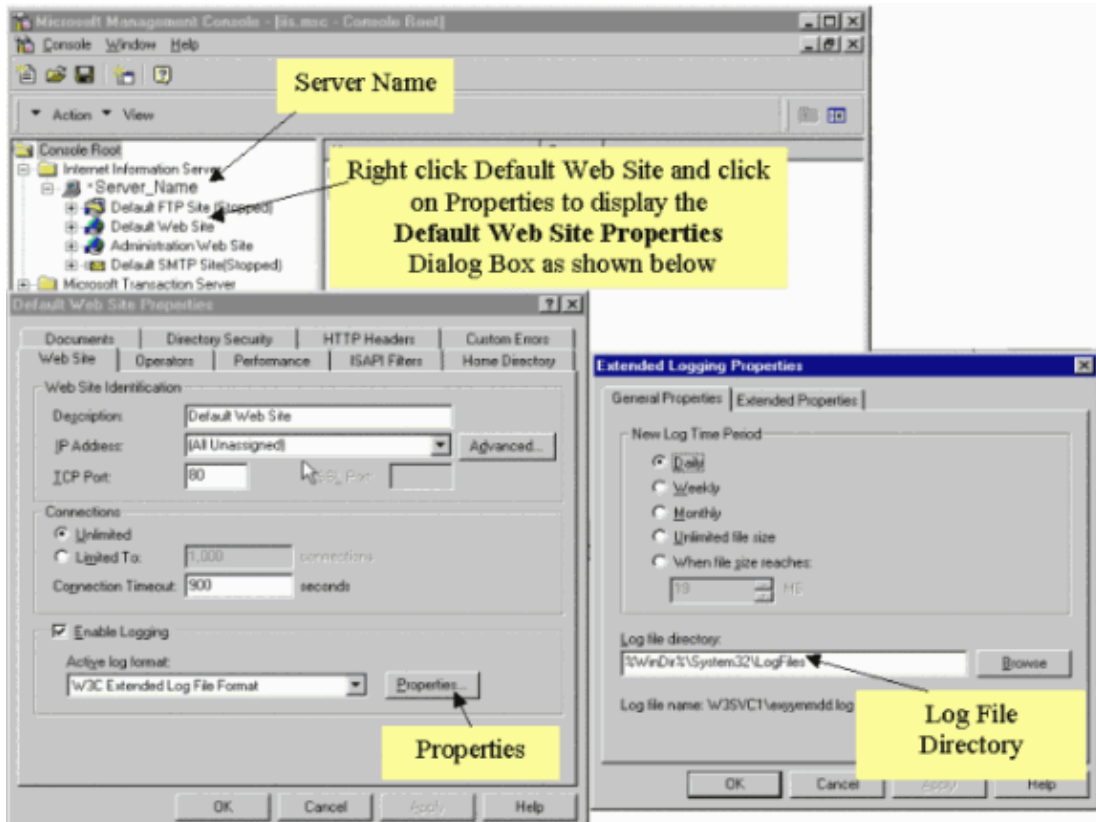 Microsoft Management Console - [iis.msc - Console Root]
Console Window Help
Server Name
Action View
Console Root
Internet Information Server
*Server_Name
Default FTP Site (Stopped)
Default Web Site
Administration Web Site
Default SMTP Site(Stopped)
Microsoft Transaction Server
Right click Default Web Site and click
on Properties to display the
Default Web Site Properties
Dialog Box as shown below
Default Web Site Properties
Documents Directory Security HTTP Headers Custom Errors
Web Site Operators Performance ISAPI Filters Home Directory
Web Site Identification
Description: Default Web Site
IP Address: (All Unassigned) Advanced...
TCP Port: 80 SSL Port:
Connections
Unlimited
Limited To: 1,000 connections
Connection Timeout: 900 seconds
Enable Logging
Active log format:
W3C Extended Log File Format Properties...
Properties
OK Cancel Apply Help
Extended Logging Properties
General Properties Extended Properties
New Log Time Period
Daily
Weekly
Monthly
Unlimited file size
When file size reaches:
19 MB
Log file directory:
%WinDir%\System32\LogFiles Browse
Log file name: W3SVC1\exyymmdd.log
Log File
Directory
OK Cancel Apply Help